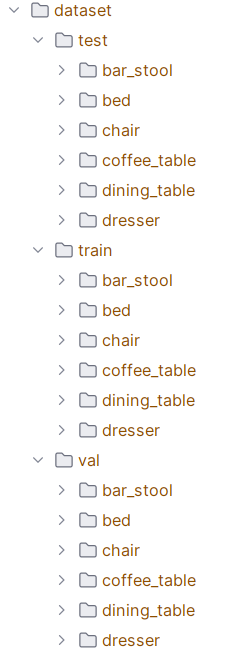 dataset
test
bar_stool
bed
chair
coffee_table
dining_table
dresser
train
bar_stool
bed
chair
coffee_table
dining_table
dresser
val
bar_stool
bed
chair
coffee_table
dining_table
dresser